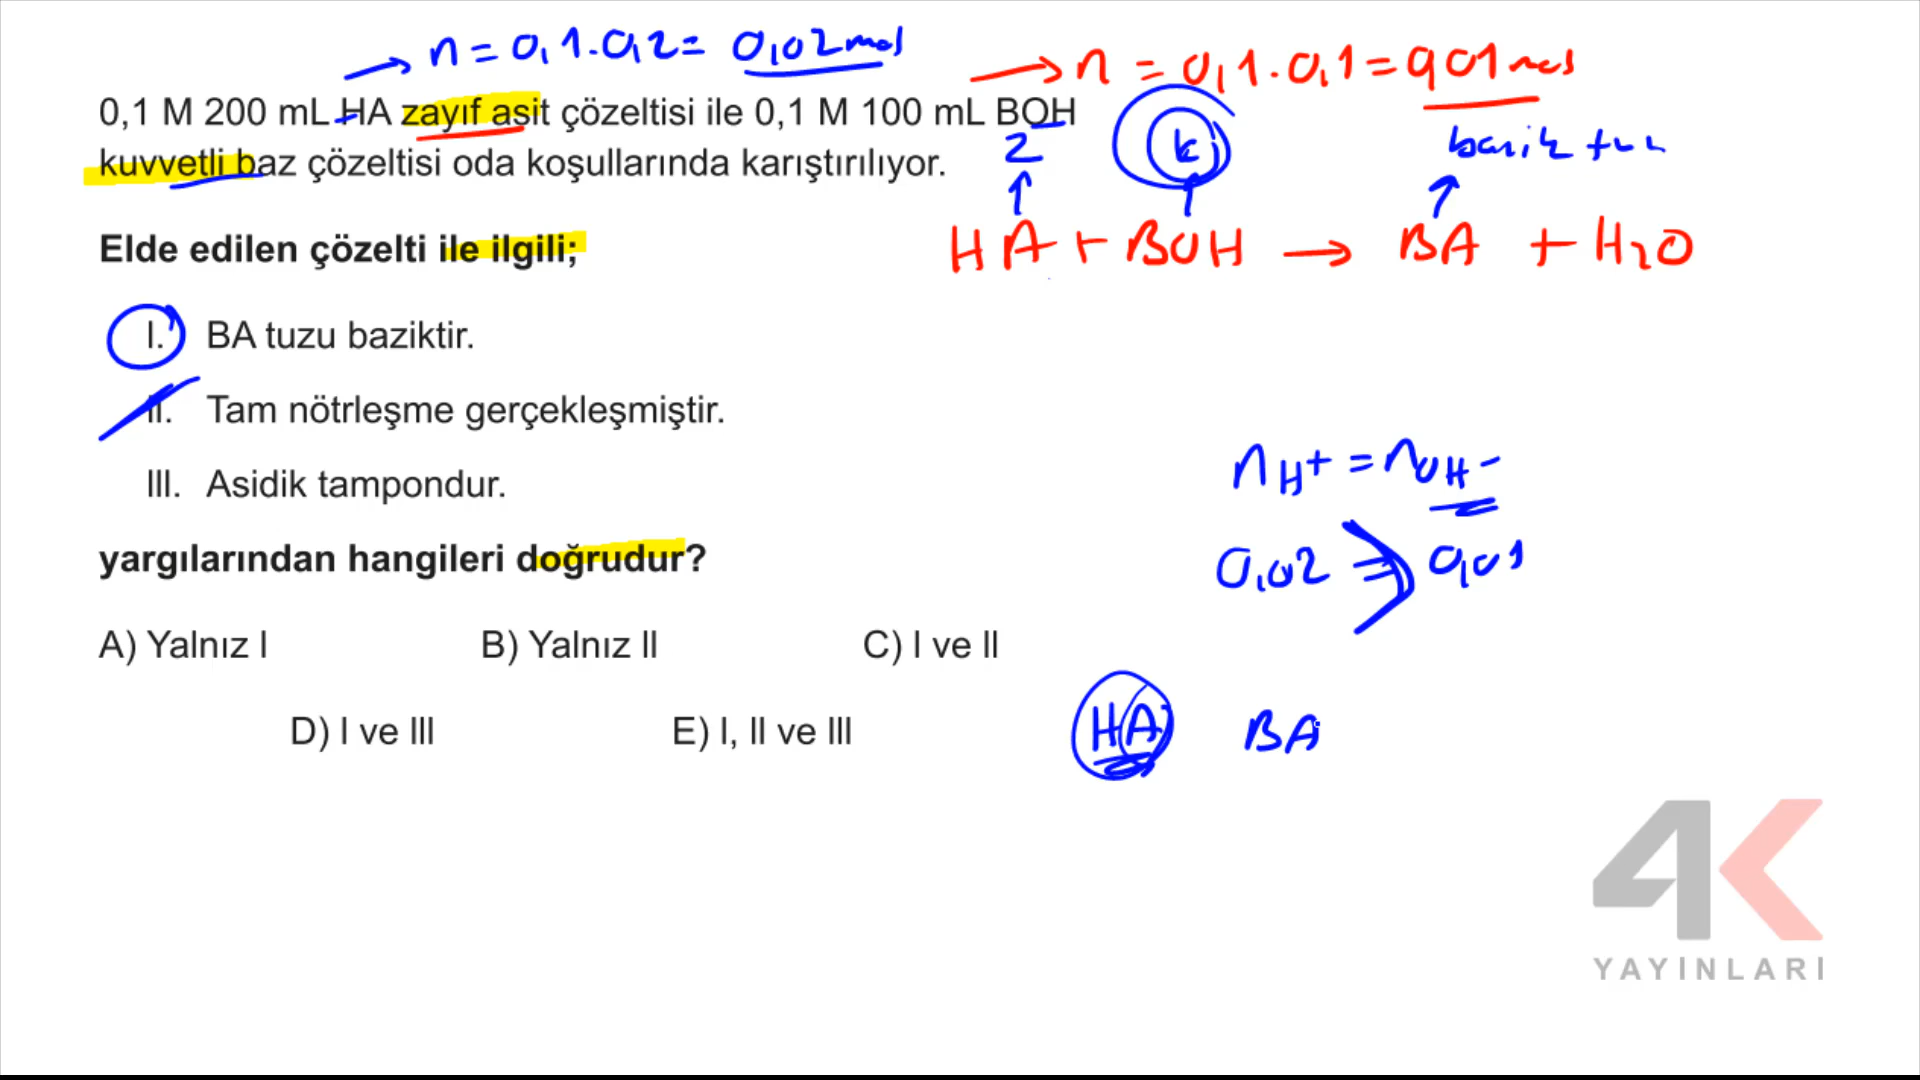 n = 0,1.0,2 = 0,02 mol
n = 0,1.0,1 = 0,01 mol
0,1 M 200 mL HA zayıf asit çözeltisi ile 0,1 M 100 mL BOH
kuvvetli baz çözeltisi oda koşullarında karıştırılıyor.
k
bazik tuz
HA + BOH → BA + H2O
Elde edilen çözelti ile ilgili;
I. BA tuzu baziktir.
II. Tam nötrleşme gerçekleşmiştir.
III. Asidik tampondur.
nH+ = nOH-
yargılarından hangileri doğrudur?
0,02 0,01
A) Yalnız I B) Yalnız II C) I ve II
D) I ve III E) I, II ve III
HA BA
4K
YAYINLARI